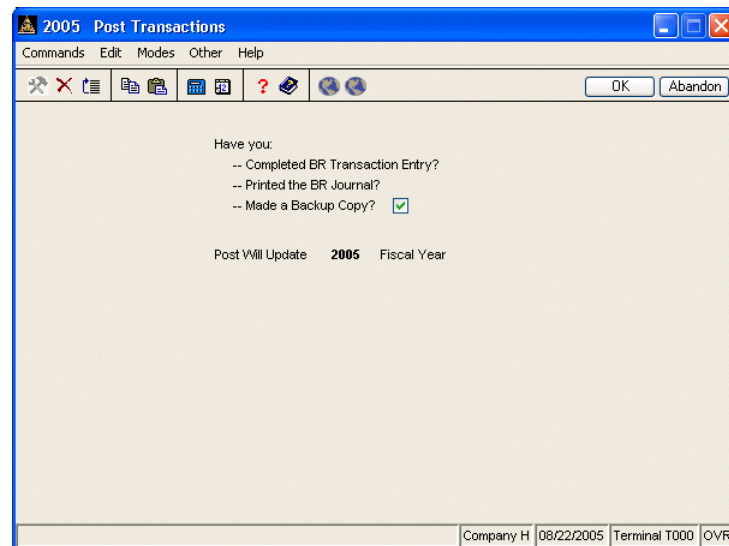 2005 Post Transactions
Commands Edit Modes Other Help
OK Abandon
Have you:
-- Completed BR Transaction Entry?
-- Printed the BR Journal?
-- Made a Backup Copy?
Post Will Update 2005 Fiscal Year
Company H 08/22/2005 Terminal T000 OVR